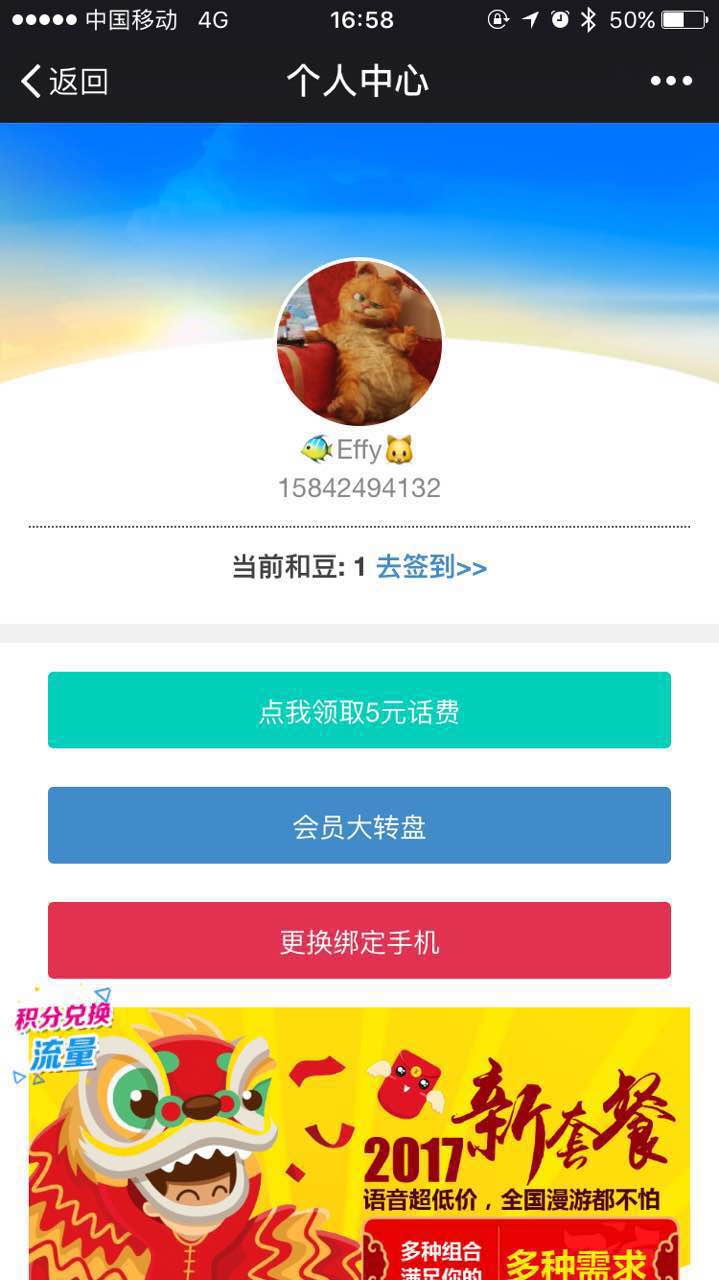 中国移动 4G 16:58 50%
返回 个人中心
🐠Effy🐱
15842494132
当前和豆: 1 去签到>>
点我领取5元话费
会员大转盘
更换绑定手机
积分兑换
流量
2017新套餐
语音超低价，全国漫游都不怕
多种组合
满足你的
多种需求